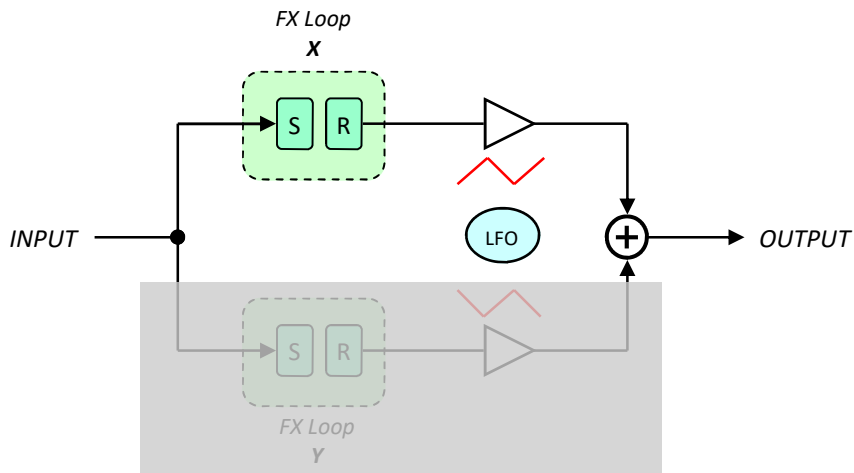 FX Loop
X
S R
INPUT
LFO
+
OUTPUT
S R
FX Loop
Y